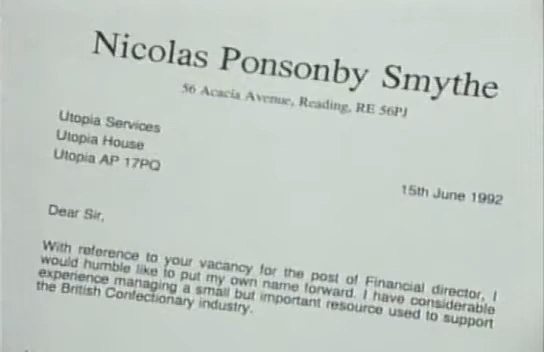 Nicolas Ponsonby Smythe
56 Acacia Avenue, Reading, RE 56PJ
Utopia Services
Utopia House
Utopia AP 17PQ
15th June 1992
Dear Sir,
With reference to your vacancy for the post of Financial director, I
would humble like to put my own name forward. I have considerable
experience managing a small but important resource used to support
the British Confectionary industry.